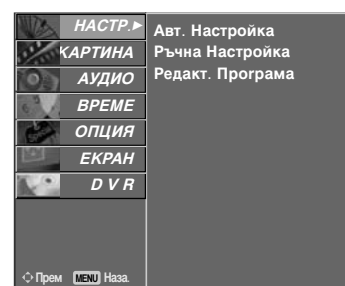 НАСТР.
КАРТИНА
АУДИО
ВРЕМЕ
ОПЦИЯ
ЕКРАН
D V R
Авт. Настройка
Ръчна Настройка
Редакт. Програма
Прем MENU Наза.